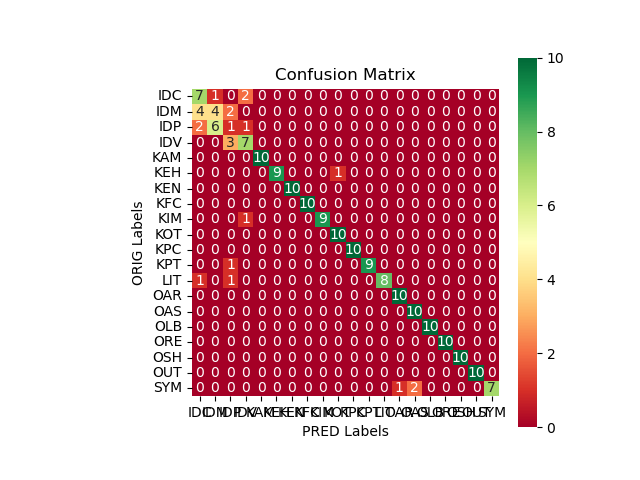 Confusion Matrix
IDC 7 1 0 2 0 0 0 0 0 0 0 0 0 0 0 0 0 0 0 0
IDM 4 4 2 0 0 0 0 0 0 0 0 0 0 0 0 0 0 0 0 0
IDP 2 6 1 1 0 0 0 0 0 0 0 0 0 0 0 0 0 0 0 0
IDV 0 0 3 7 0 0 0 0 0 0 0 0 0 0 0 0 0 0 0 0
KAM 0 0 0 0 10 0 0 0 0 0 0 0 0 0 0 0 0 0 0 0
KEH 0 0 0 0 0 9 0 0 0 1 0 0 0 0 0 0 0 0 0 0
KEN 0 0 0 0 0 0 10 0 0 0 0 0 0 0 0 0 0 0 0 0
KFC 0 0 0 0 0 0 0 10 0 0 0 0 0 0 0 0 0 0 0 0
KIM 0 0 0 1 0 0 0 0 9 0 0 0 0 0 0 0 0 0 0 0
KOT 0 0 0 0 0 0 0 0 0 10 0 0 0 0 0 0 0 0 0 0
KPC 0 0 0 0 0 0 0 0 0 0 10 0 0 0 0 0 0 0 0 0
KPT 0 0 1 0 0 0 0 0 0 0 0 9 0 0 0 0 0 0 0 0
LIT 1 0 1 0 0 0 0 0 0 0 0 0 8 0 0 0 0 0 0 0
OAR 0 0 0 0 0 0 0 0 0 0 0 0 0 10 0 0 0 0 0 0
OAS 0 0 0 0 0 0 0 0 0 0 0 0 0 0 10 0 0 0 0 0
OLB 0 0 0 0 0 0 0 0 0 0 0 0 0 0 0 10 0 0 0 0
ORE 0 0 0 0 0 0 0 0 0 0 0 0 0 0 0 0 10 0 0 0
OSH 0 0 0 0 0 0 0 0 0 0 0 0 0 0 0 0 0 10 0 0
OUT 0 0 0 0 0 0 0 0 0 0 0 0 0 0 0 0 0 0 10 0
SYM 0 0 0 0 0 0 0 0 0 0 0 0 0 1 2 0 0 0 0 7
IDC IDM IDP IDV KAM KEH KEN KFC KIM KOT KPC KPT LIT OAR OAS OLB ORE OSH OUT SYM
PRED Labels
ORIG Labels
10
8
6
4
2
0